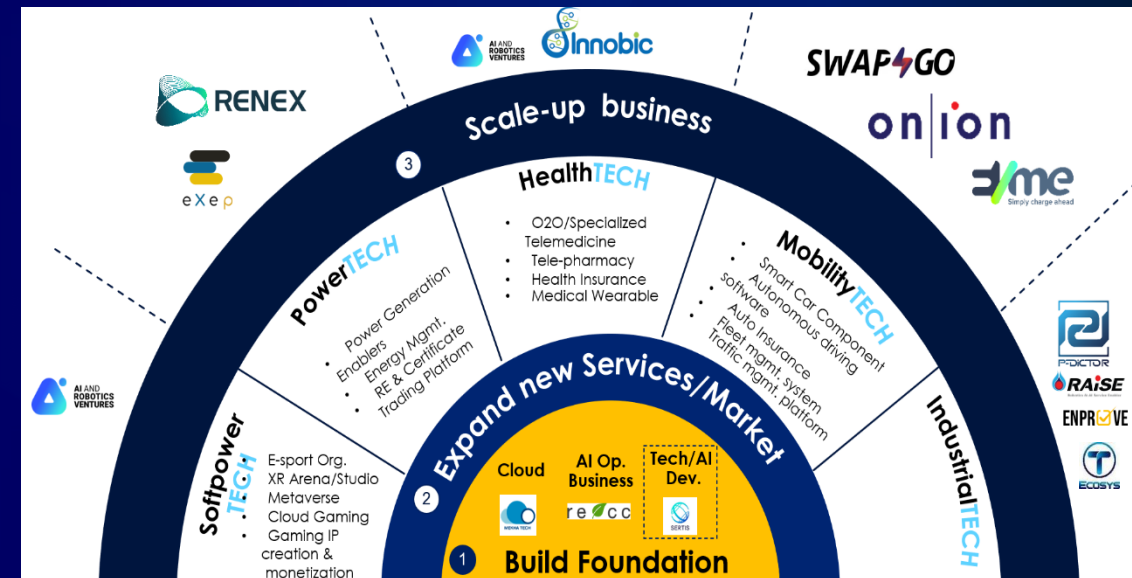 AI AND
ROBOTICS
VENTURES
Innobic
SWAP GO
on|ion
me
Simply charge ahead
RENEX
eXep
Scale-up business
3
HealthTECH
• O2O/Specialized
Telemedicine
• Tele-pharmacy
• Health Insurance
• Medical Wearable
PowerTECH
• Power Generation
Enablers
• Energy Mgmt.
• RE & Certificate
Trading Platform
MobilityTECH
• Smart Car Component
• Autonomous driving
software
• Auto Insurance
• Fleet mgmt. system
• Traffic mgmt. platform
P-DICTOR
RAiSE
ENPROVE
ECOSYS
AI AND
ROBOTICS
VENTURES
Softpower
TECH
• E-sport Org.
• XR Arena/Studio
• Metaverse
• Cloud Gaming
• Gaming IP
creation &
monetization
IndustrialTECH
Expand new Services/Market
2
Cloud
AI Op.
Business
Tech/AI
Dev.
re cc
SERTIS
1
Build Foundation